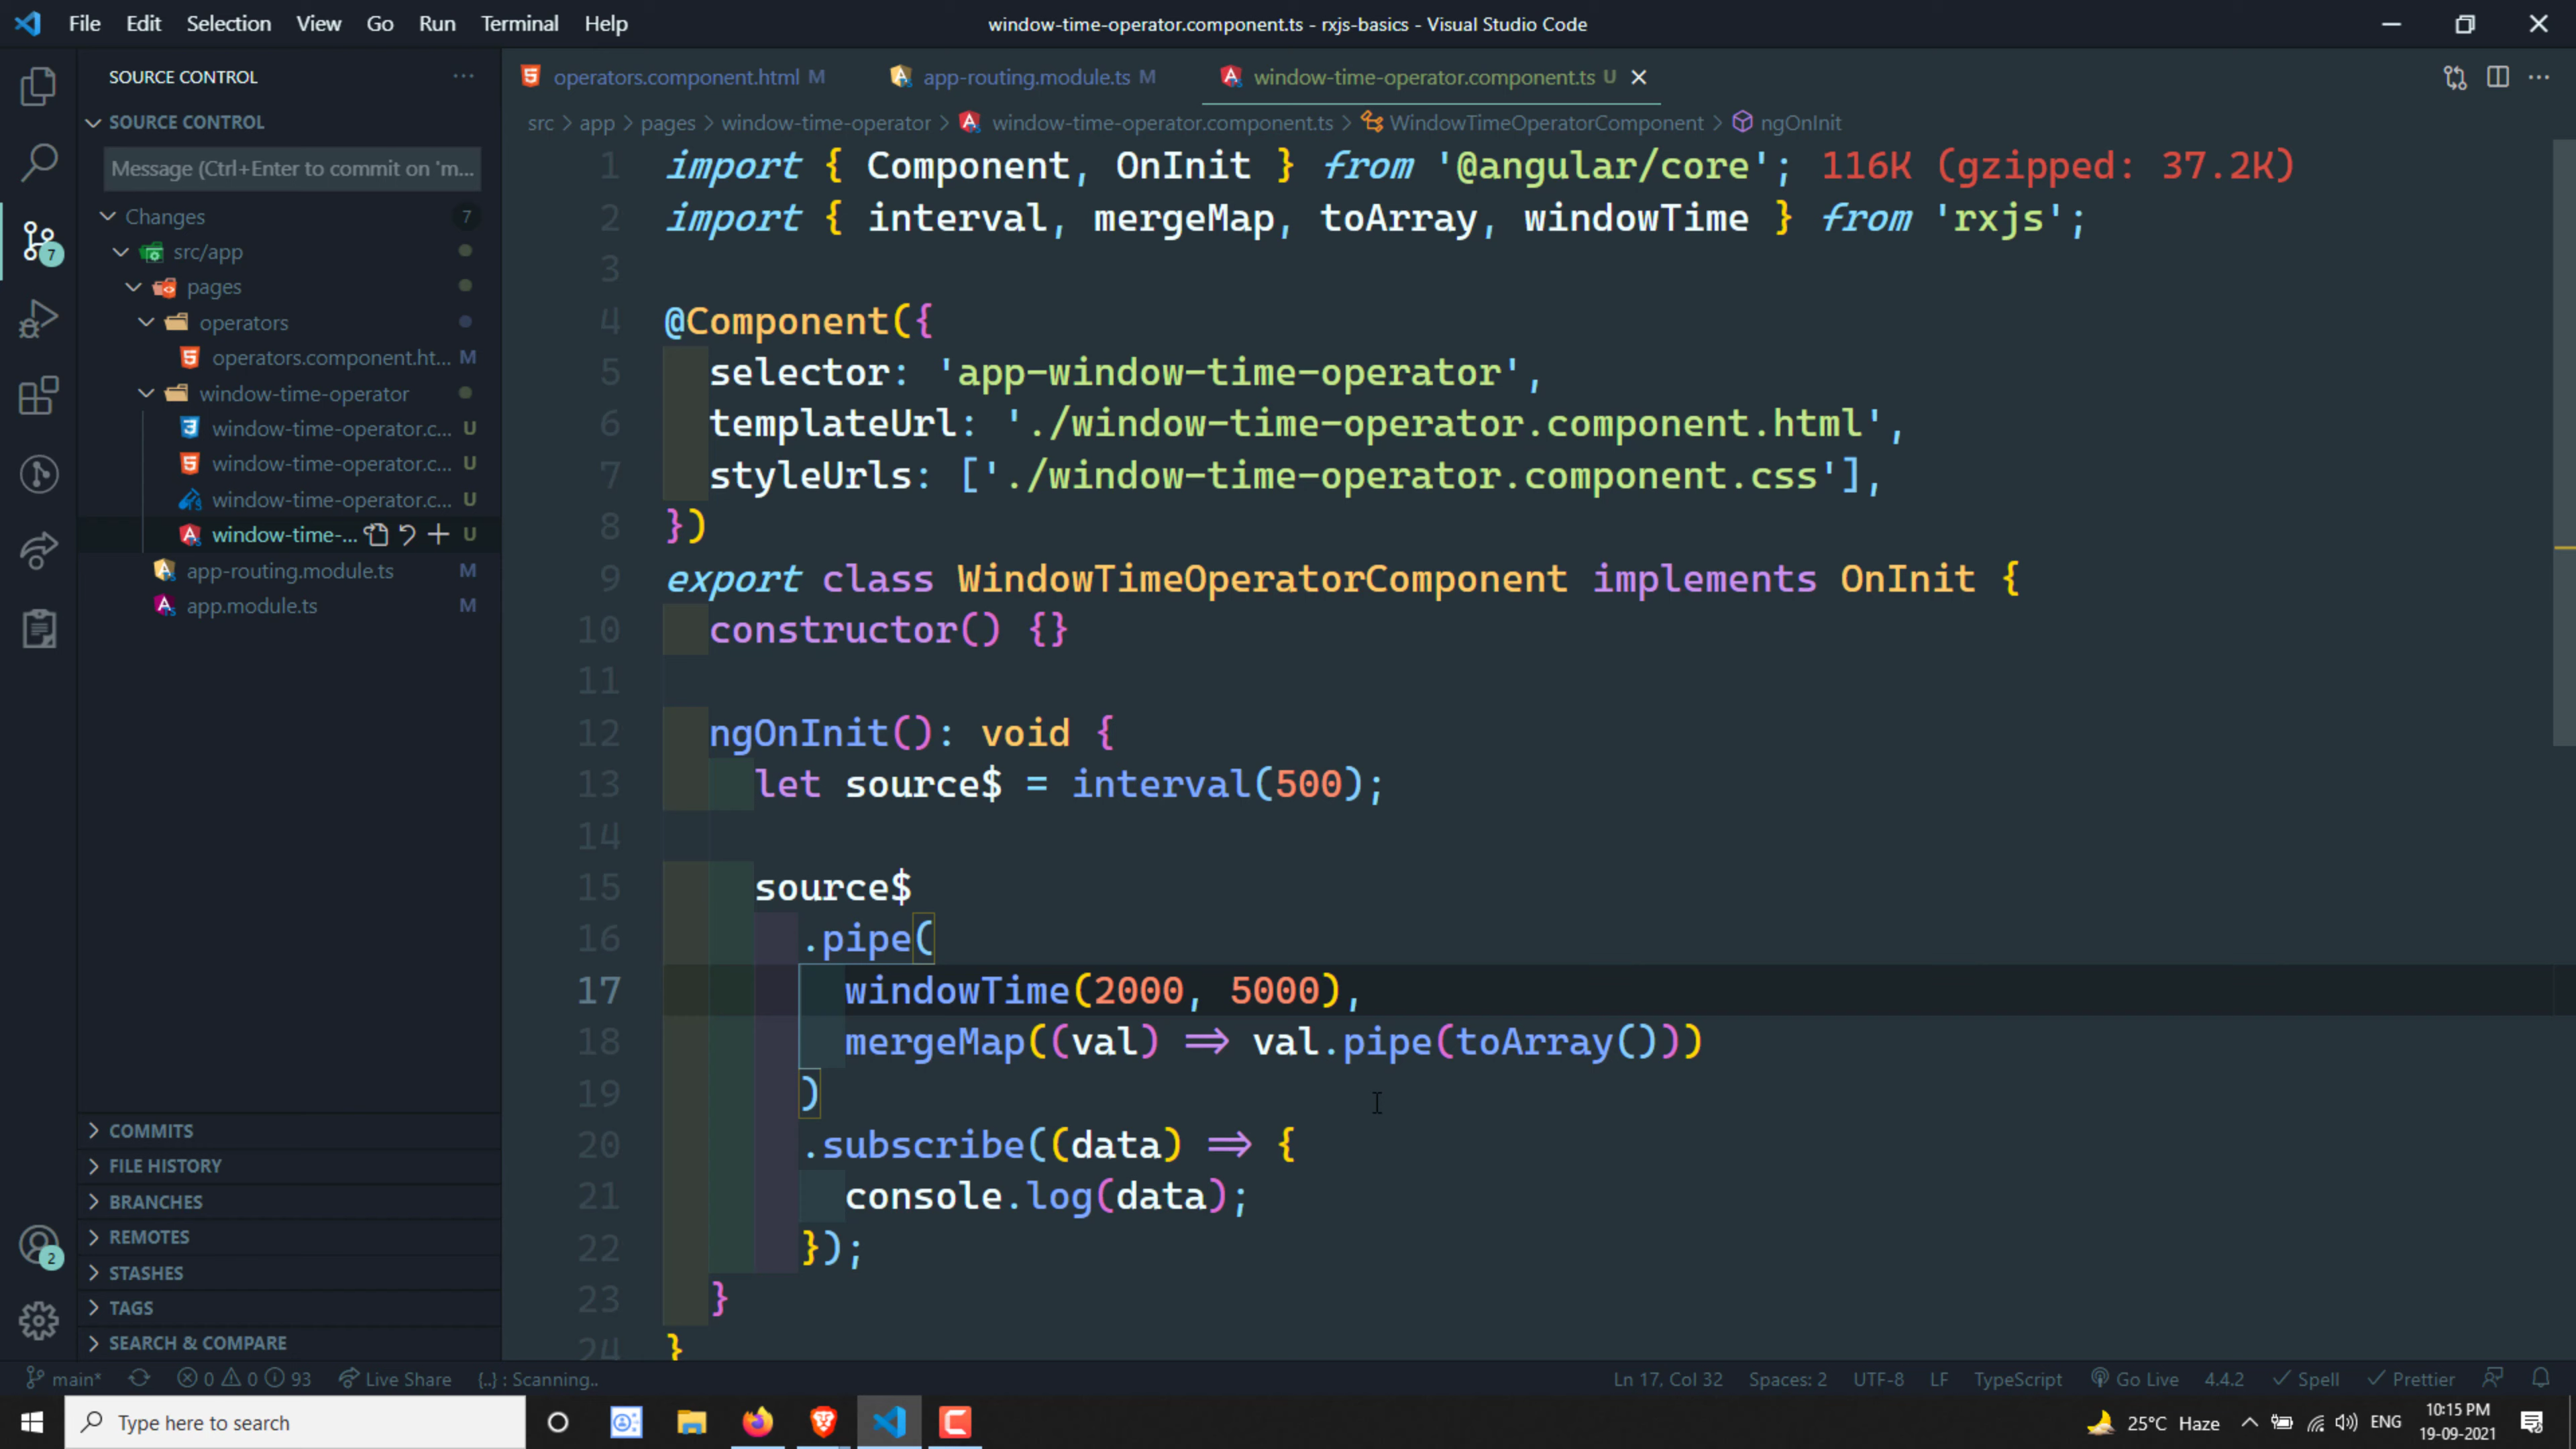 File Edit Selection View Go Run Terminal Help
window-time-operator.component.ts - rxjs-basics - Visual Studio Code
SOURCE CONTROL
operators.component.html M
app-routing.module.ts M
window-time-operator.component.ts U
SOURCE CONTROL
Message (Ctrl+Enter to commit on 'm...
Changes 7
src/app
pages
operators
operators.component.ht... M
window-time-operator
window-time-operator.c... U
window-time-operator.c... U
window-time-operator.c... U
window-time-... U
app-routing.module.ts M
app.module.ts M
COMMITS
FILE HISTORY
BRANCHES
REMOTES
STASHES
TAGS
SEARCH & COMPARE
7
2
src > app > pages > window-time-operator > window-time-operator.component.ts > WindowTimeOperatorComponent > ngOnInit
1 import { Component, OnInit } from '@angular/core'; 116K (gzipped: 37.2K)
2 import { interval, mergeMap, toArray, windowTime } from 'rxjs';
3
4 @Component({
5 selector: 'app-window-time-operator',
6 templateUrl: './window-time-operator.component.html',
7 styleUrls: ['./window-time-operator.component.css'],
8 })
9 export class WindowTimeOperatorComponent implements OnInit {
10 constructor() {}
11
12 ngOnInit(): void {
13 let source$ = interval(500);
14
15 source$
16 .pipe(
17 windowTime(2000, 5000),
18 mergeMap((val) => val.pipe(toArray()))
19 )
20 .subscribe((data) => {
21 console.log(data);
22 });
23 }
24 }
main* 0 0 93 Live Share {..} : Scanning..
Ln 17, Col 32 Spaces: 2 UTF-8 LF TypeScript Go Live 4.4.2 Spell Prettier
Type here to search
25°C Haze ENG
10:15 PM
19-09-2021